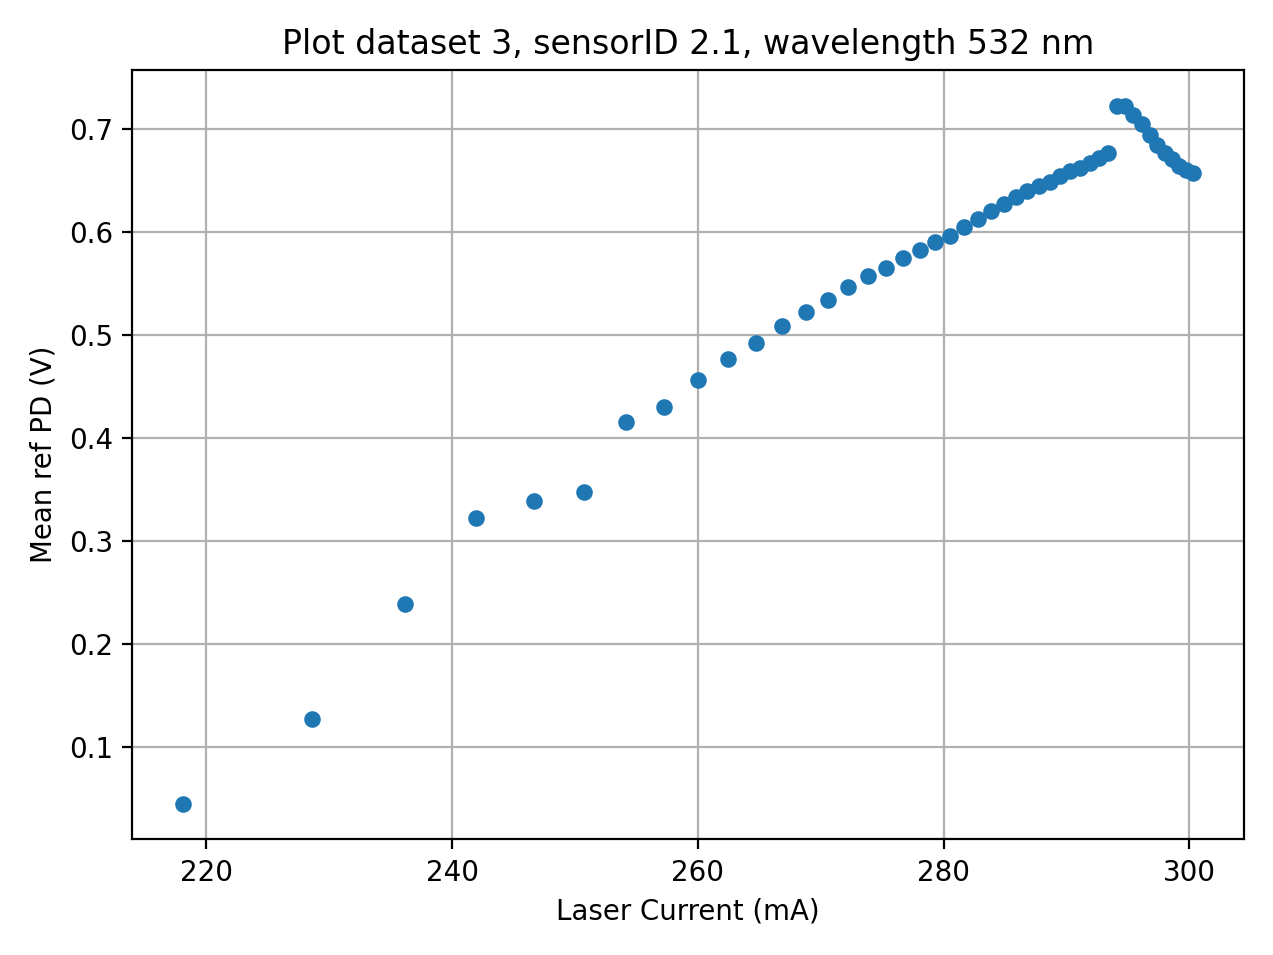 Plot dataset 3, sensorID 2.1, wavelength 532 nm
0.7
0.6
0.5
0.4
0.3
0.2
0.1
Mean ref PD (V)
220 240 260 280 300
Laser Current (mA)